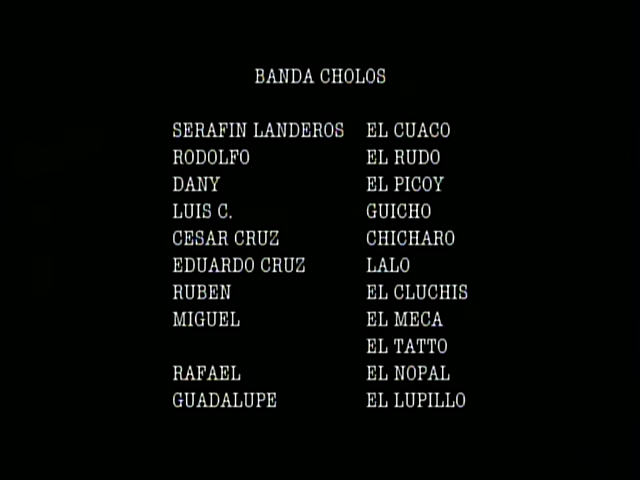 BANDA CHOLOS
SERAFIN LANDEROS EL CUACO
RODOLFO EL RUDO
DANY EL PICOY
LUIS C. GUICHO
CESAR CRUZ CHICHARO
EDUARDO CRUZ LALO
RUBEN EL CLUCHIS
MIGUEL EL MECA
EL TATTO
RAFAEL EL NOPAL
GUADALUPE EL LUPILLO